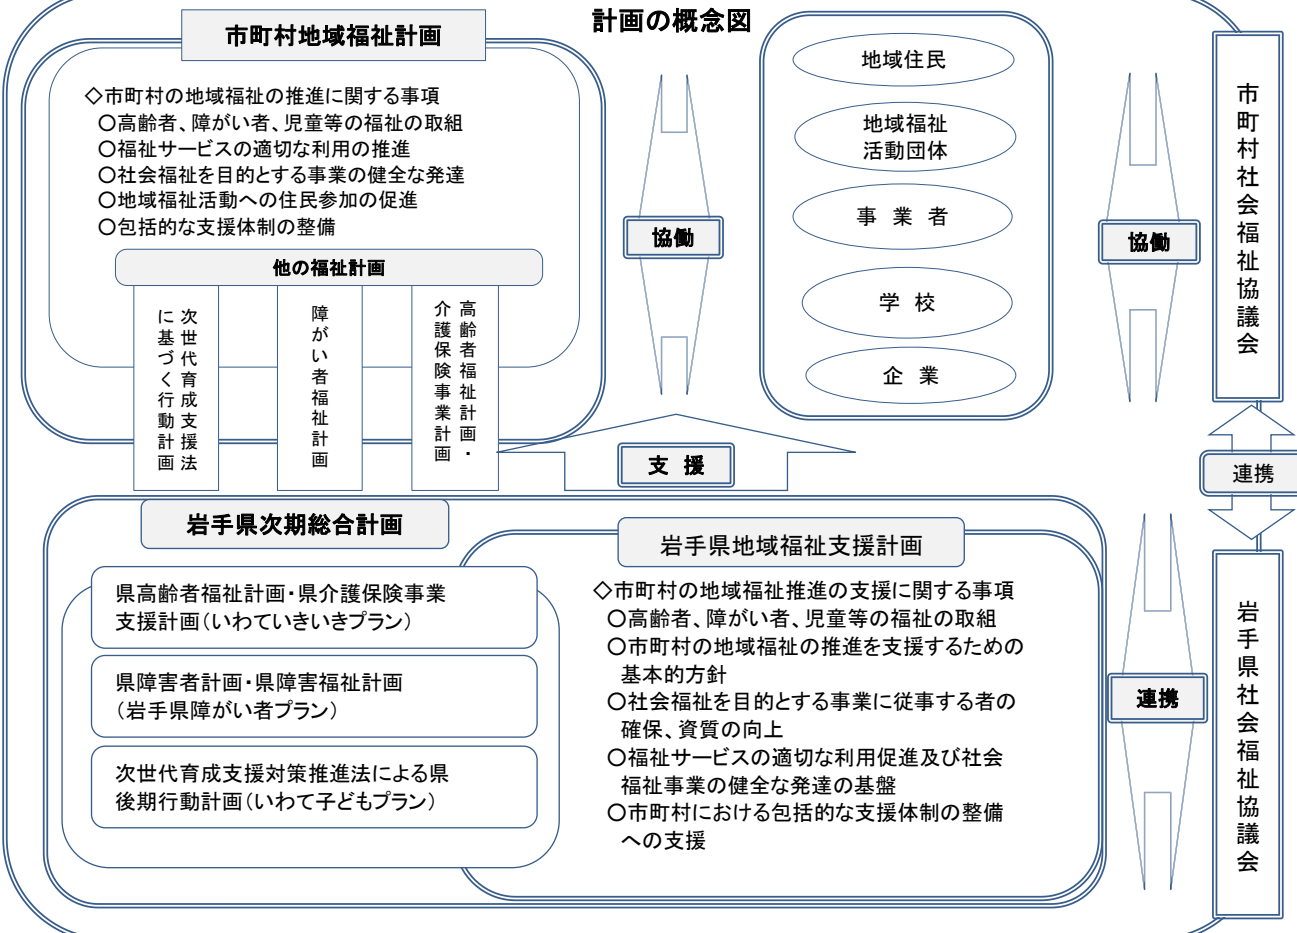 計画の概念図
市町村地域福祉計画
◇市町村の地域福祉の推進に関する事項
○高齢者、障がい者、児童等の福祉の取組
○福祉サービスの適切な利用の推進
○社会福祉を目的とする事業の健全な発達
○地域福祉活動への住民参加の促進
○包括的な支援体制の整備
他の福祉計画
次世代育成支援法
に基づく行動計画
障がい者福祉計画
高齢者福祉計画・
介護保険事業計画
協働
地域住民
地域福祉
活動団体
事 業 者
学 校
企 業
協働
市町村社会福祉協議会
支 援
連携
岩手県次期総合計画
県高齢者福祉計画・県介護保険事業
支援計画(いわていきいきプラン)
県障害者計画・県障害福祉計画
(岩手県障がい者プラン)
次世代育成支援対策推進法による県
後期行動計画(いわて子どもプラン)
岩手県地域福祉支援計画
◇市町村の地域福祉推進の支援に関する事項
○高齢者、障がい者、児童等の福祉の取組
○市町村の地域福祉の推進を支援するための
基本的方針
○社会福祉を目的とする事業に従事する者の
確保、資質の向上
○福祉サービスの適切な利用促進及び社会
福祉事業の健全な発達の基盤
○市町村における包括的な支援体制の整備
への支援
連携
岩手県社会福祉協議会